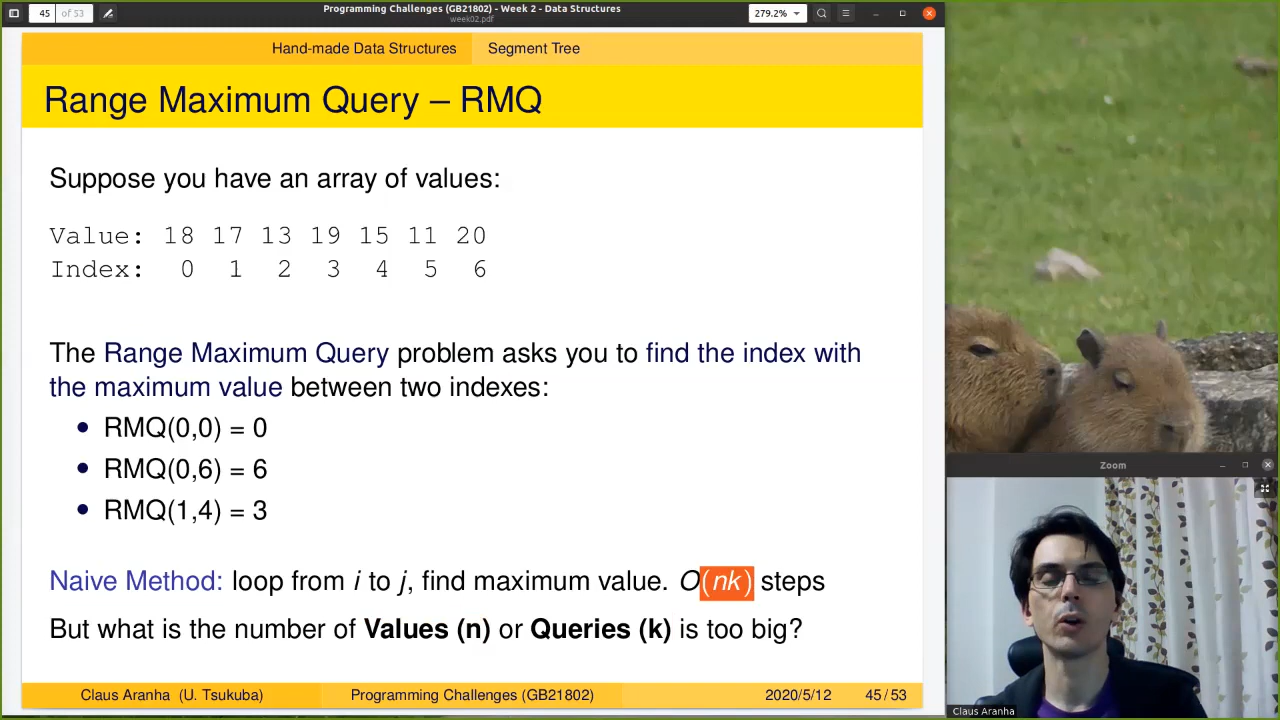 45 of 53
Programming Challenges (GB21802) - Week 2 - Data Structures
week02.pdf
279.2%
Hand-made Data Structures
Segment Tree
Range Maximum Query – RMQ
Suppose you have an array of values:
Value: 18 17 13 19 15 11 20
Index: 0 1 2 3 4 5 6
The Range Maximum Query problem asks you to find the index with
the maximum value between two indexes:
• RMQ(0,0) = 0
• RMQ(0,6) = 6
• RMQ(1,4) = 3
Naive Method: loop from i to j, find maximum value. O(nk) steps
But what is the number of Values (n) or Queries (k) is too big?
Claus Aranha (U. Tsukuba)
Programming Challenges (GB21802)
2020/5/12
45 / 53
Zoom
Claus Aranha